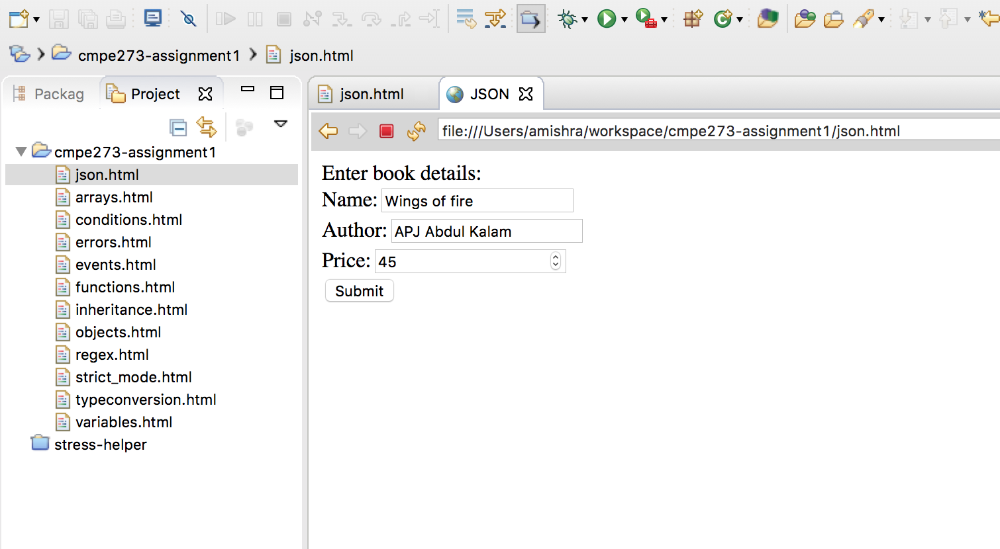 cmpe273-assignment1 json.html
Packag Project
cmpe273-assignment1
json.html
arrays.html
conditions.html
errors.html
events.html
functions.html
inheritance.html
objects.html
regex.html
strict_mode.html
typeconversion.html
variables.html
stress-helper
json.html JSON
file:///Users/amishra/workspace/cmpe273-assignment1/json.html
Enter book details:
Name: Wings of fire
Author: APJ Abdul Kalam
Price: 45
Submit